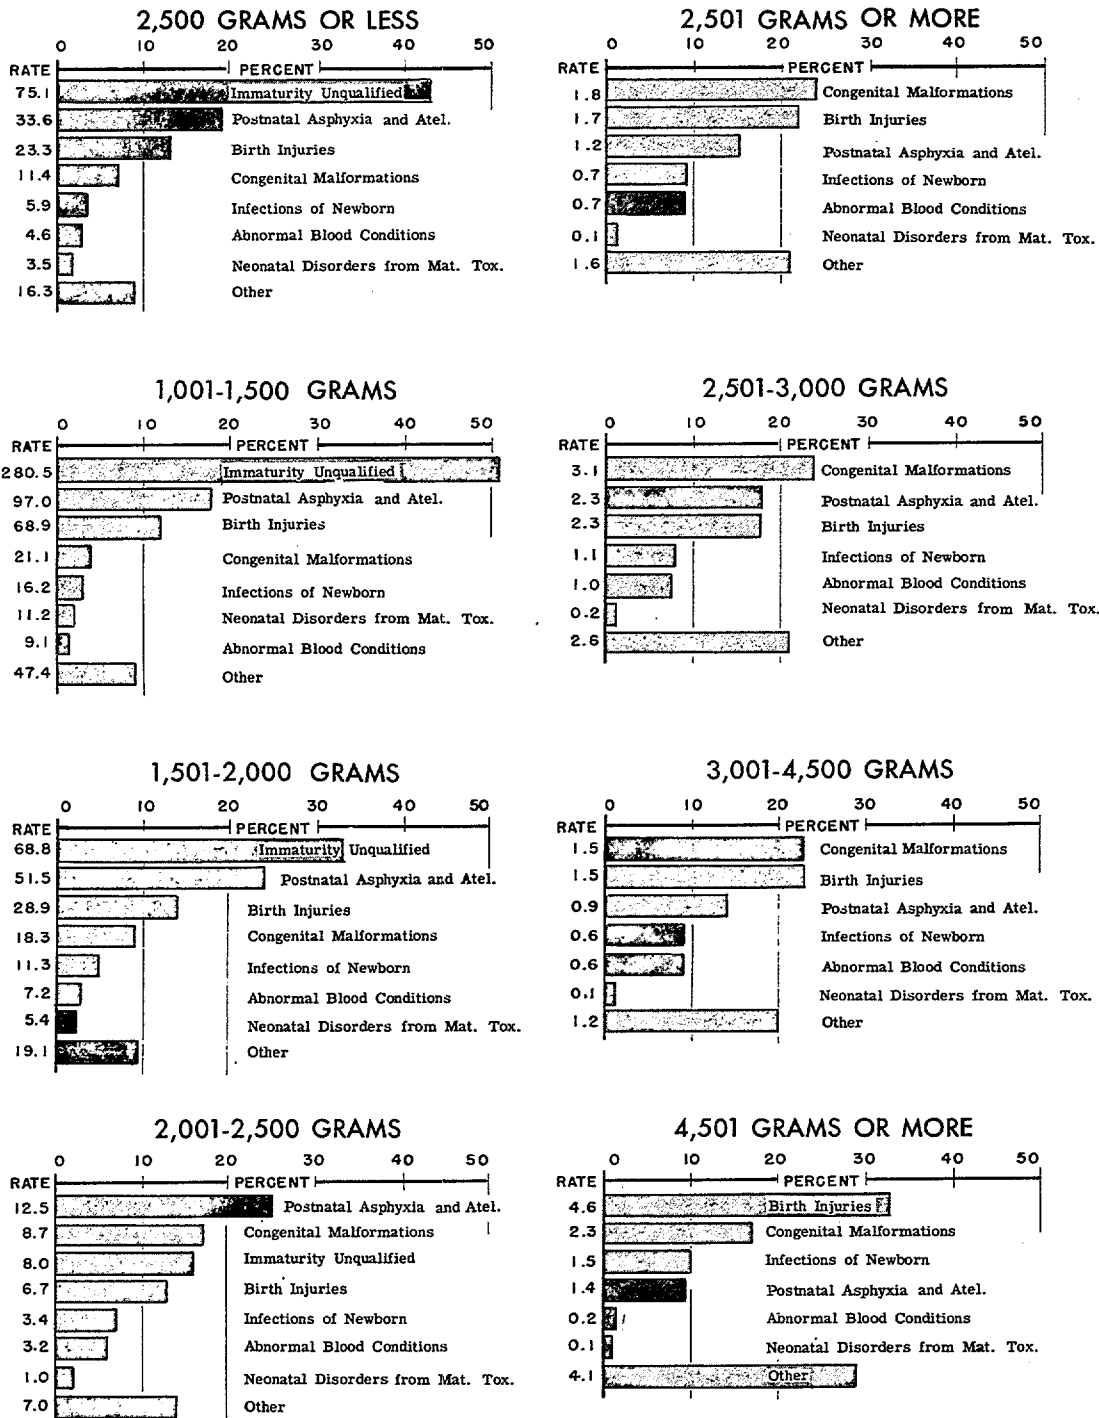 2,500 GRAMS OR LESS
0 10 20 30 40 50
RATE PERCENT
75.1 Immaturity Unqualified
33.6 Postnatal Asphyxia and Atel.
23.3 Birth Injuries
11.4 Congenital Malformations
5.9 Infections of Newborn
4.6 Abnormal Blood Conditions
3.5 Neonatal Disorders from Mat. Tox.
16.3 Other
2,501 GRAMS OR MORE
0 10 20 30 40 50
RATE PERCENT
1.8 Congenital Malformations
1.7 Birth Injuries
1.2 Postnatal Asphyxia and Atel.
0.7 Infections of Newborn
0.7 Abnormal Blood Conditions
0.1 Neonatal Disorders from Mat. Tox.
1.6 Other
1,001-1,500 GRAMS
0 10 20 30 40 50
RATE PERCENT
280.5 Immaturity Unqualified
97.0 Postnatal Asphyxia and Atel.
68.9 Birth Injuries
21.1 Congenital Malformations
16.2 Infections of Newborn
11.2 Neonatal Disorders from Mat. Tox.
9.1 Abnormal Blood Conditions
47.4 Other
2,501-3,000 GRAMS
0 10 20 30 40 50
RATE PERCENT
3.1 Congenital Malformations
2.3 Postnatal Asphyxia and Atel.
2.3 Birth Injuries
1.1 Infections of Newborn
1.0 Abnormal Blood Conditions
0.2 Neonatal Disorders from Mat. Tox.
2.6 Other
1,501-2,000 GRAMS
0 10 20 30 40 50
RATE PERCENT
68.8 Immaturity Unqualified
51.5 Postnatal Asphyxia and Atel.
28.9 Birth Injuries
18.3 Congenital Malformations
11.3 Infections of Newborn
7.2 Abnormal Blood Conditions
5.4 Neonatal Disorders from Mat. Tox.
19.1 Other
3,001-4,500 GRAMS
0 10 20 30 40 50
RATE PERCENT
1.5 Congenital Malformations
1.5 Birth Injuries
0.9 Postnatal Asphyxia and Atel.
0.6 Infections of Newborn
0.6 Abnormal Blood Conditions
0.1 Neonatal Disorders from Mat. Tox.
1.2 Other
2,001-2,500 GRAMS
0 10 20 30 40 50
RATE PERCENT
12.5 Postnatal Asphyxia and Atel.
8.7 Congenital Malformations
8.0 Immaturity Unqualified
6.7 Birth Injuries
3.4 Infections of Newborn
3.2 Abnormal Blood Conditions
1.0 Neonatal Disorders from Mat. Tox.
7.0 Other
4,501 GRAMS OR MORE
0 10 20 30 40 50
RATE PERCENT
4.6 Birth Injuries
2.3 Congenital Malformations
1.5 Infections of Newborn
1.4 Postnatal Asphyxia and Atel.
0.2 Abnormal Blood Conditions
0.1 Neonatal Disorders from Mat. Tox.
4.1 Other